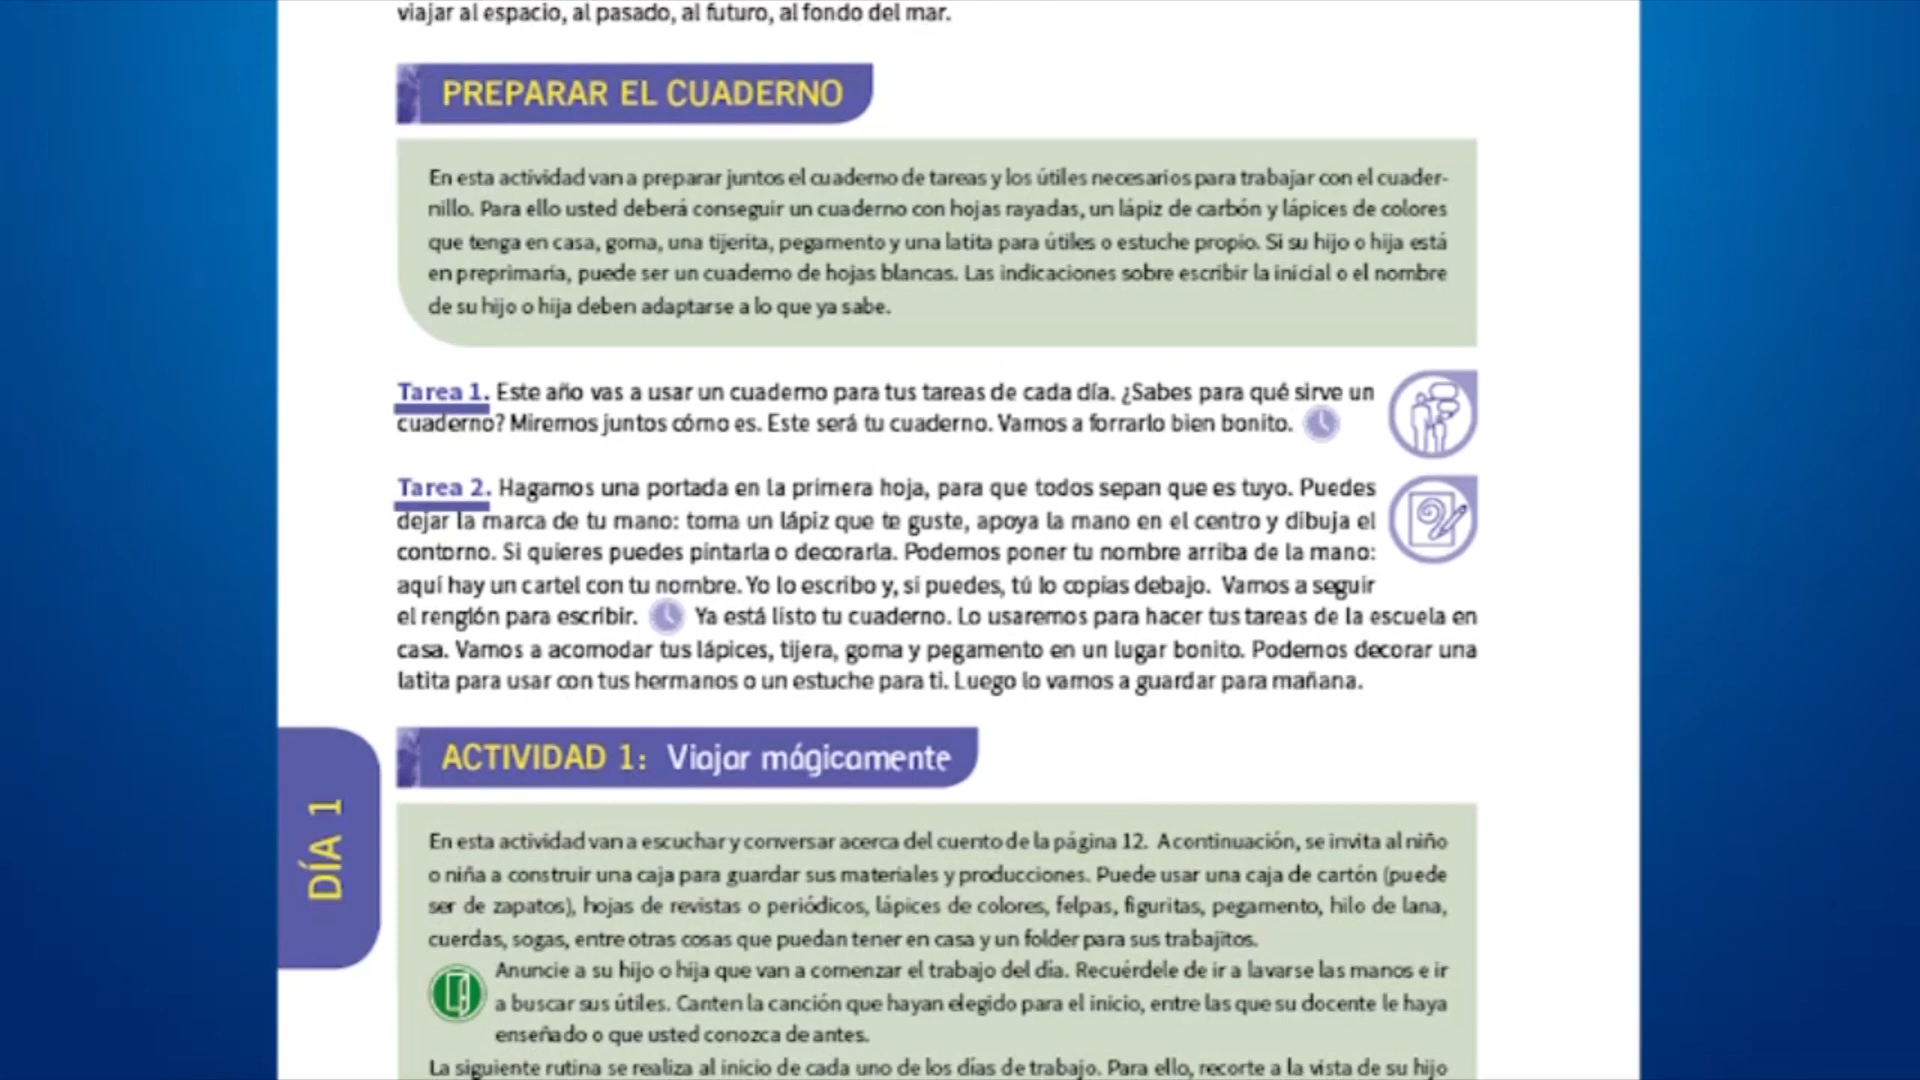 viajar al espacio, al pasado, al futuro, al fondo del mar.
PREPARAR EL CUADERNO
En esta actividad van a preparar juntos el cuaderno de tareas y los útiles necesarios para trabajar con el cuader-
nillo. Para ello usted deberá conseguir un cuaderno con hojas rayadas, un lápiz de carbón y lápices de colores
que tenga en casa, goma, una tijerita, pegamento y una latita para útiles o estuche propio. Si su hijo o hija está
en preprimaria, puede ser un cuaderno de hojas blancas. Las indicaciones sobre escribir la inicial o el nombre
de su hijo o hija deben adaptarse a lo que ya sabe.
Tarea 1. Este año vas a usar un cuaderno para tus tareas de cada día. ¿Sabes para qué sirve un
cuaderno? Miremos juntos cómo es. Este será tu cuaderno. Vamos a forrarlo bien bonito.
Tarea 2. Hagamos una portada en la primera hoja, para que todos sepan que es tuyo. Puedes
dejar la marca de tu mano: toma un lápiz que te guste, apoya la mano en el centro y dibuja el
contorno. Si quieres puedes pintarla o decorarla. Podemos poner tu nombre arriba de la mano:
aquí hay un cartel con tu nombre. Yo lo escribo y, si puedes, tú lo copias debajo. Vamos a seguir
el renglón para escribir. Ya está listo tu cuaderno. Lo usaremos para hacer tus tareas de la escuela en
casa. Vamos a acomodar tus lápices, tijera, goma y pegamento en un lugar bonito. Podemos decorar una
latita para usar con tus hermanos o un estuche para ti. Luego lo vamos a guardar para mañana.
DÍA 1
ACTIVIDAD 1: Viajar mágicamente
En esta actividad van a escuchar y conversar acerca del cuento de la página 12. A continuación, se invita al niño
o niña a construir una caja para guardar sus materiales y producciones. Puede usar una caja de cartón (puede
ser de zapatos), hojas de revistas o periódicos, lápices de colores, felpas, figuritas, pegamento, hilo de lana,
cuerdas, sogas, entre otras cosas que puedan tener en casa y un folder para sus trabajitos.
Anuncie a su hijo o hija que van a comenzar el trabajo del día. Recuérdele de ir a lavarse las manos e ir
a buscar sus útiles. Canten la canción que hayan elegido para el inicio, entre las que su docente le haya
enseñado o que usted conozca de antes.
La siguiente rutina se realiza al inicio de cada uno de los días de trabajo. Para ello, recorte a la vista de su hijo